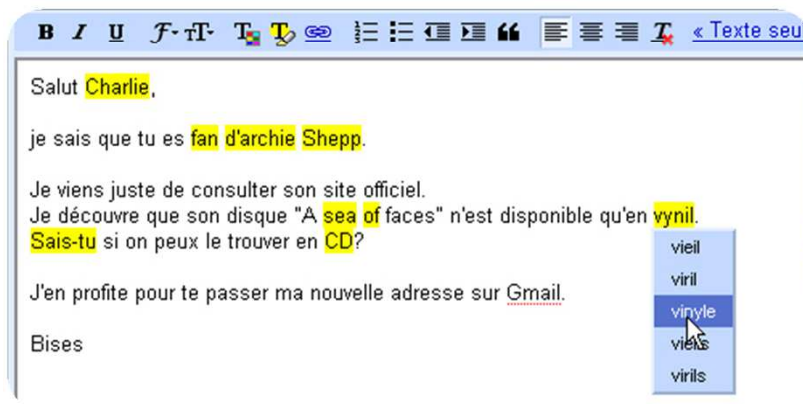 B I U F TT T T « Texte seu
Salut Charlie,
je sais que tu es fan d'archie Shepp.
Je viens juste de consulter son site officiel.
Je découvre que son disque "A sea of faces" n'est disponible qu'en vynil.
Sais-tu si on peux le trouver en CD?
vieil
viril
J'en profite pour te passer ma nouvelle adresse sur Gmail.
vinyle
Bises
virils